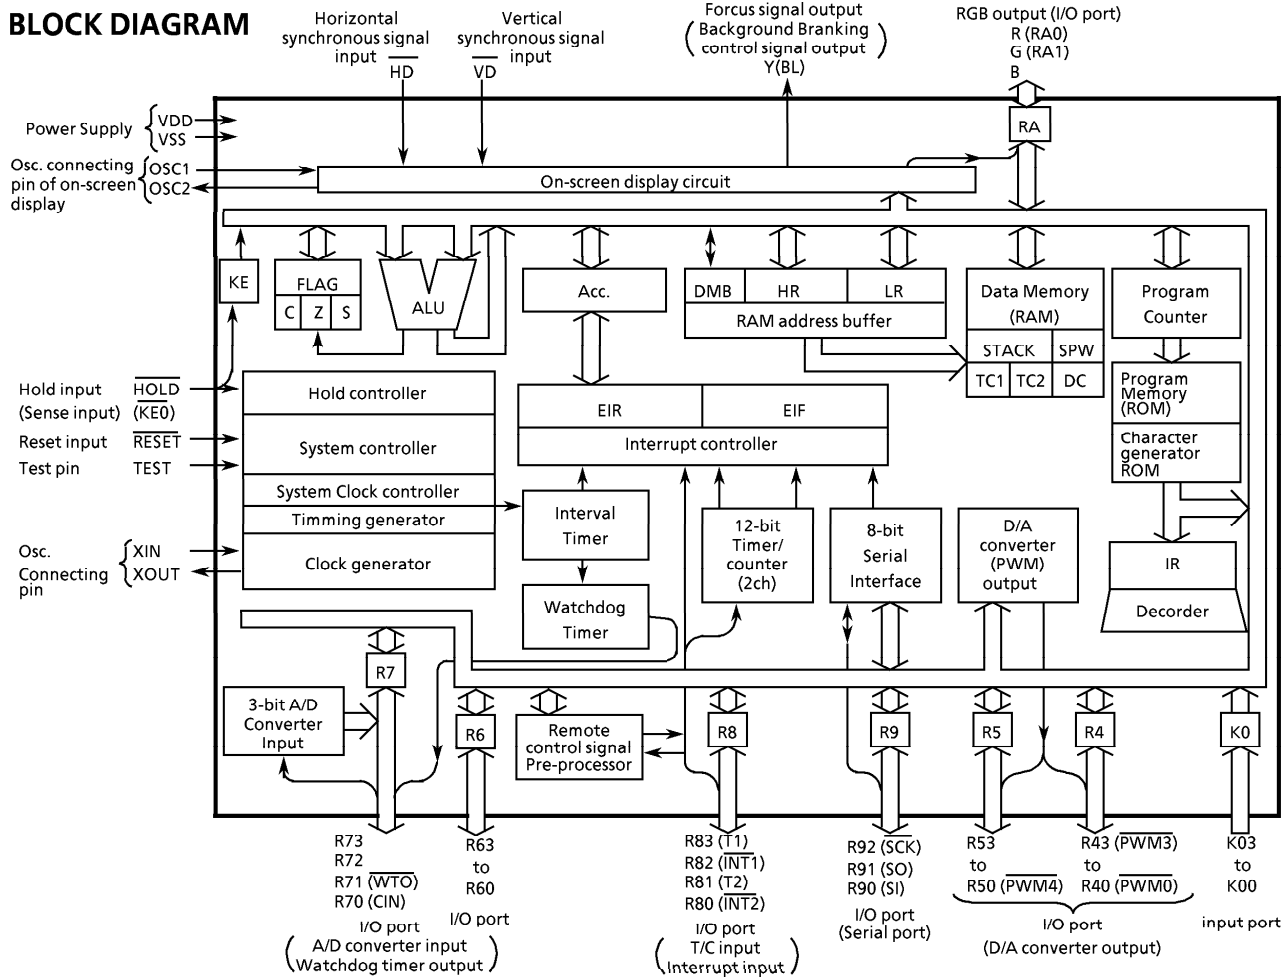 BLOCK DIAGRAM
Horizontal
synchronous signal
input
HD
Vertical
synchronous signal
input
VD
Forcus signal output
(Background Branking
control signal output)
Y(BL)
RGB output (I/O port)
R (RA0)
G (RA1)
B
RA
Power Supply
VDD
VSS
Osc. connecting
pin of on-screen
display
OSC1
OSC2
On-screen display circuit
KE
FLAG
C Z S
ALU
Acc.
DMB HR LR
RAM address buffer
Data Memory
(RAM)
STACK SPW
TC1 TC2 DC
Program
Counter
Program
Memory
(ROM)
Character
generator
ROM
IR
Decorder
Hold input HOLD
(Sense input) (KE0)
Reset input RESET
Test pin TEST
Osc.
Connecting
pin
XIN
XOUT
Hold controller
System controller
System Clock controller
Timming generator
Clock generator
EIR EIF
Interrupt controller
Interval
Timer
Watchdog
Timer
12-bit
Timer/
counter
(2ch)
8-bit
Serial
Interface
D/A
converter
(PWM)
output
R7
3-bit A/D
Converter
Input
R6
Remote
control signal
Pre-processor
R8
R9
R5
R4
K0
R73
R72
R71 (WTO)
R70 (CIN)
I/O port
(A/D converter input
Watchdog timer output)
R63
to
R60
I/O port
R83 (T1)
R82 (INT1)
R81 (T2)
R80 (INT2)
I/O port
(T/C input
Interrupt input)
R92 (SCK)
R91 (SO)
R90 (SI)
I/O port
(Serial port)
R53
to
R50 (PWM4)
R43 (PWM3)
to
R40 (PWM0)
I/O port
(D/A converter output)
K03
to
K00
input port